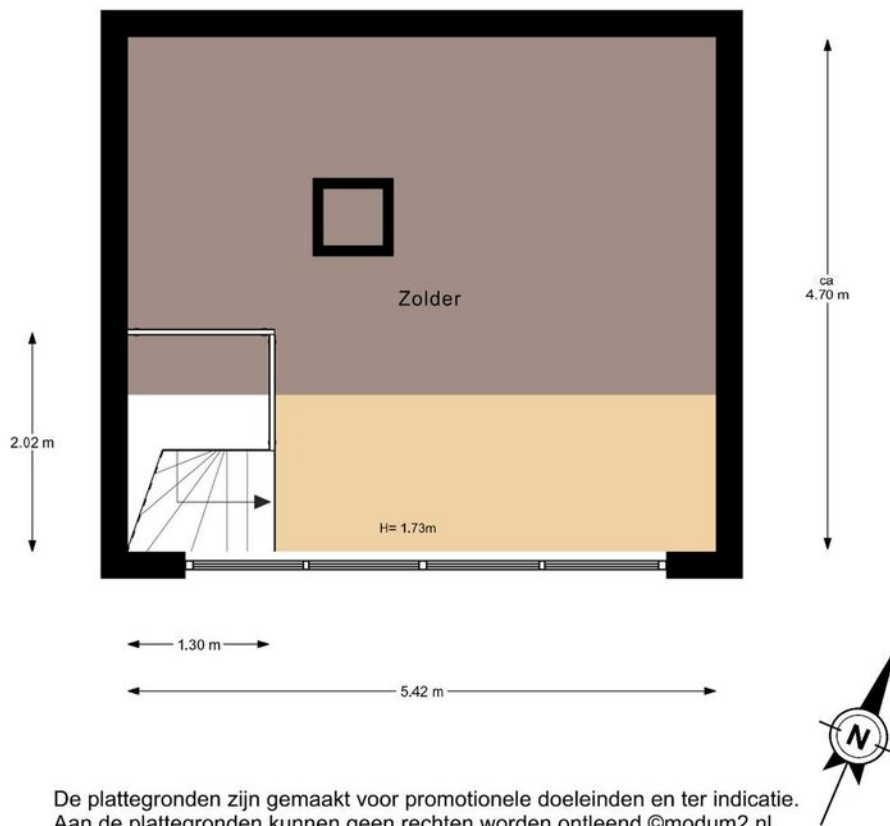 Zolder
ca
4.70 m
2.02 m
H= 1.73m
1.30 m
5.42 m
N
De plattegronden zijn gemaakt voor promotionele doeleinden en ter indicatie.
Aan de plattegronden kunnen geen rechten worden ontleend ©modum2.nl